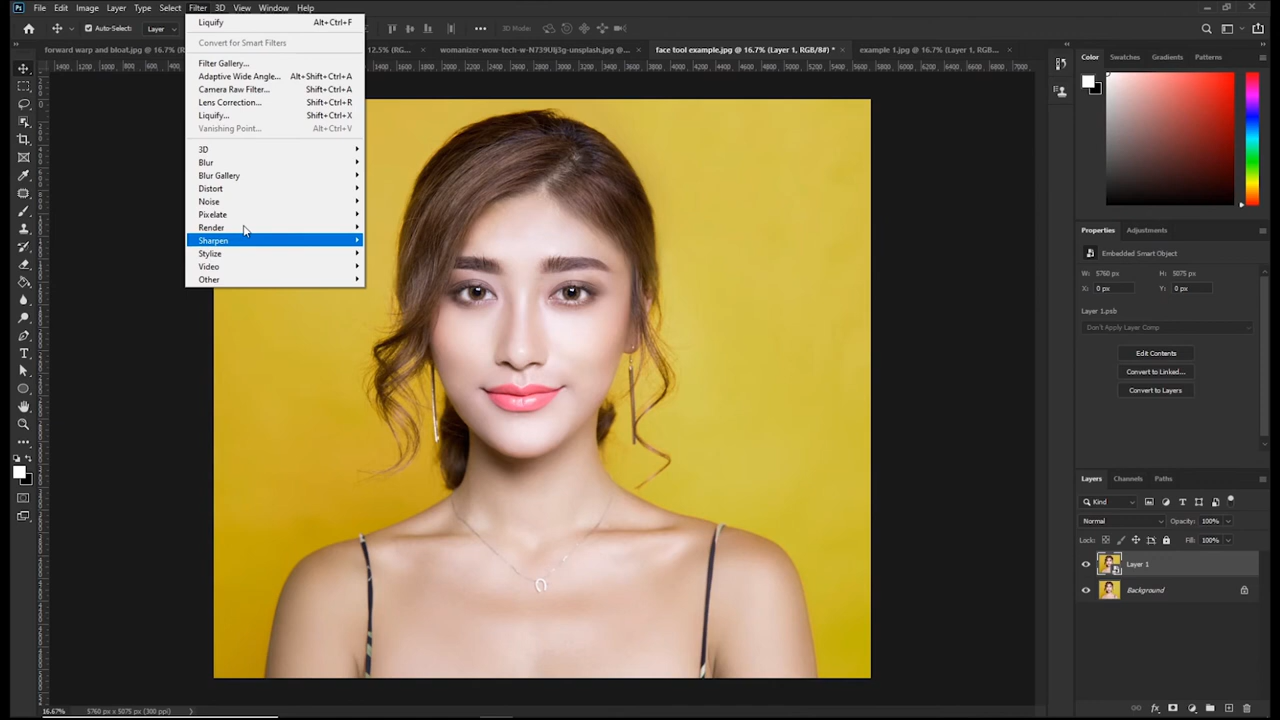 Ps File Edit Image Layer Type Select Filter 3D View Window Help
Auto-Select: Layer 3D Mode:
forward warp and bloat.jpg @ 16.7% 12.5% (RG... womanizer-wow-tech-w-N739Ulj3g-unsplash.jpg @... face tool example.jpg @ 16.7% (Layer 1, RGB/8#) * example 1.jpg @ 16.7% (Layer 1, RGB...
Liquify Alt+Ctrl+F
Convert for Smart Filters
Filter Gallery...
Adaptive Wide Angle... Alt+Shift+Ctrl+A
Camera Raw Filter... Shift+Ctrl+A
Lens Correction... Shift+Ctrl+R
Liquify... Shift+Ctrl+X
Vanishing Point... Alt+Ctrl+V
3D
Blur
Blur Gallery
Distort
Noise
Pixelate
Render
Sharpen
Stylize
Video
Other
Color Swatches Gradients Patterns
Properties Adjustments
Embedded Smart Object
W: 5760 px H: 5075 px
X: 0 px Y: 0 px
Layer 1.psb
Don't Apply Layer Comp
Edit Contents
Convert to Linked...
Convert to Layers
Layers Channels Paths
Kind
Normal Opacity: 100%
Lock: Fill: 100%
Layer 1
Background
16.67% 5760 px x 5075 px (300 ppi)